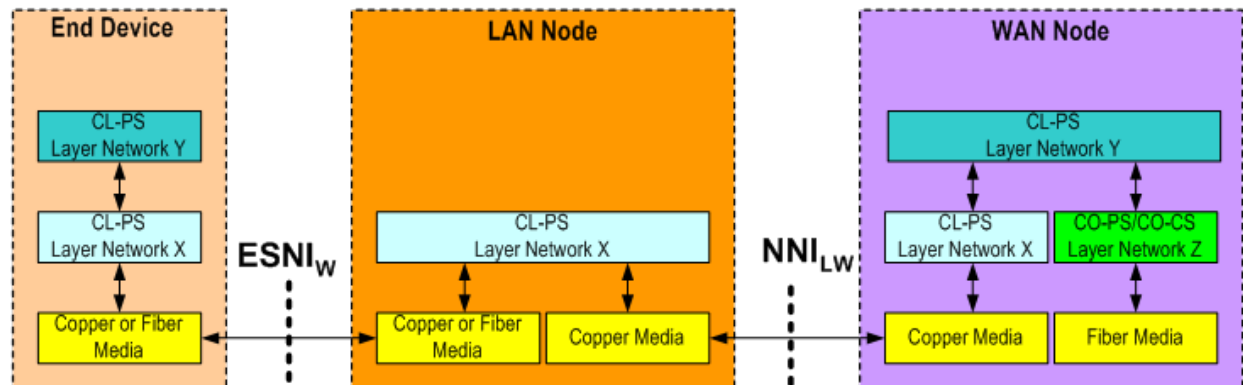 End Device
LAN Node
WAN Node
CL-PS
Layer Network Y
CL-PS
Layer Network Y
CL-PS
Layer Network X
CL-PS
Layer Network X
CL-PS
Layer Network X
CO-PS/CO-CS
Layer Network Z
ESNIW
NNILW
Copper or Fiber
Media
Copper or Fiber
Media
Copper Media
Copper Media
Fiber Media